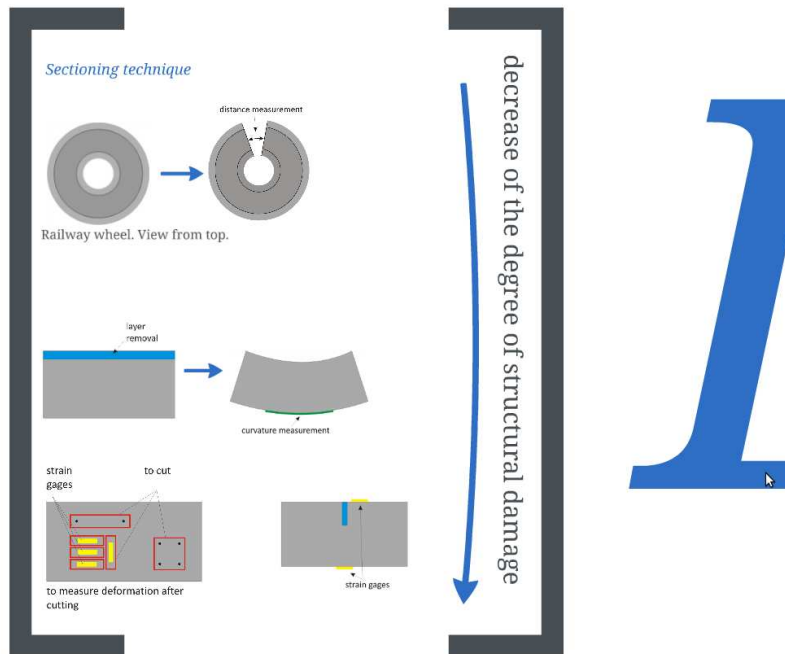 Sectioning technique
distance measurement
Railway wheel. View from top.
layer
removal
curvature measurement
strain
gages
to cut
to measure deformation after
cutting
strain gages
decrease of the degree of structural damage